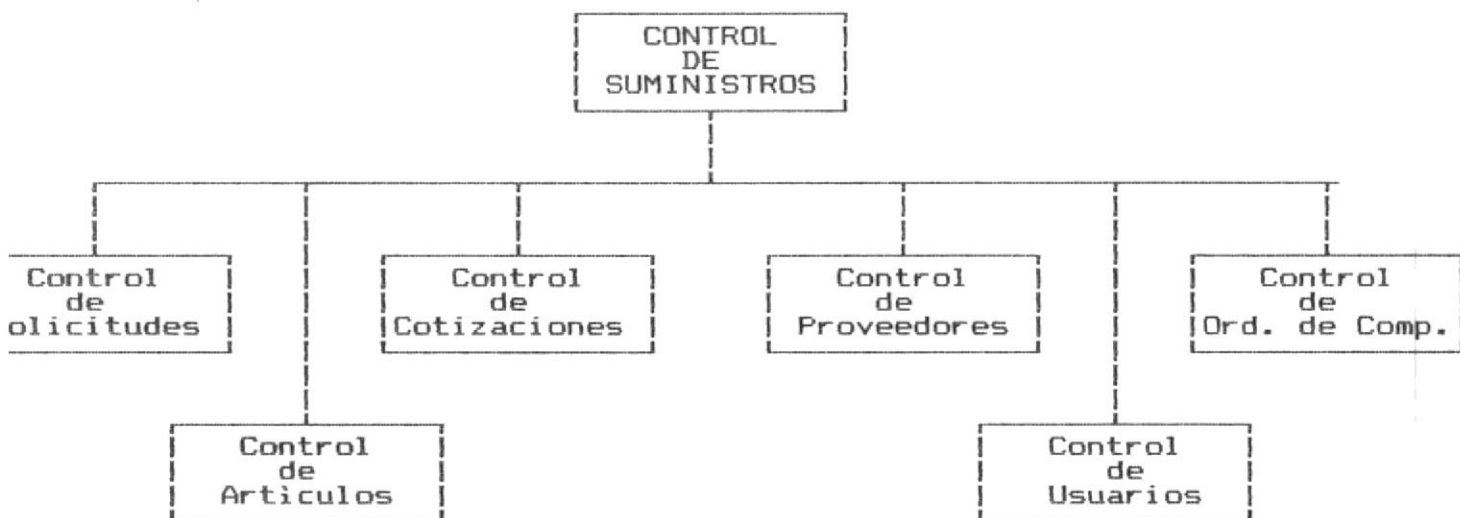 CONTROL
DE
SUMINISTROS
Control
de
olicitudes
Control
de
Cotizaciones
Control
de
Proveedores
Control
de
Ord. de Comp.
Control
de
Artìculos
Control
de
Usuarios